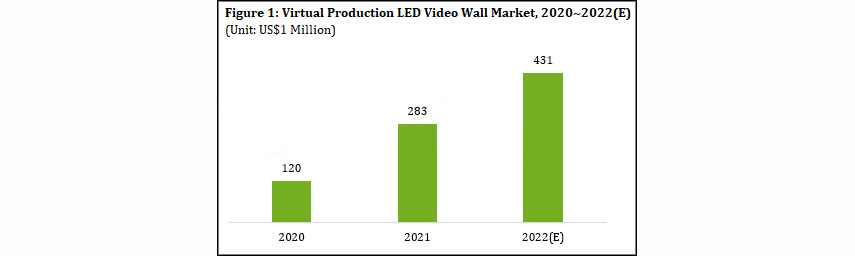 Figure 1: Virtual Production LED Video Wall Market, 2020~2022(E)
(Unit: US$1 Million)
431
283
120
2020 2021 2022(E)